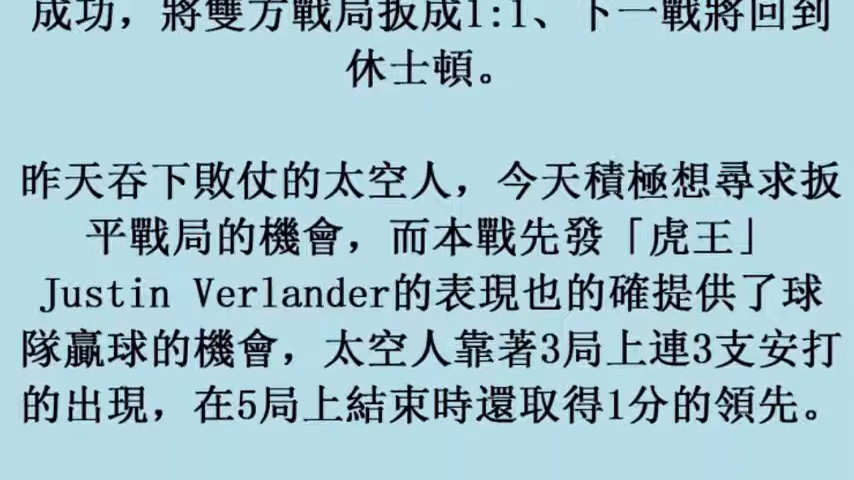 成功，將雙方戰局扳成1:1、下一戰將回到
休士頓。
昨天吞下敗仗的太空人，今天積極想尋求扳
平戰局的機會，而本戰先發「虎王」
Justin Verlander的表現也的確提供了球
隊贏球的機會，太空人靠著3局上連3支安打
的出現，在5局上結束時還取得1分的領先。